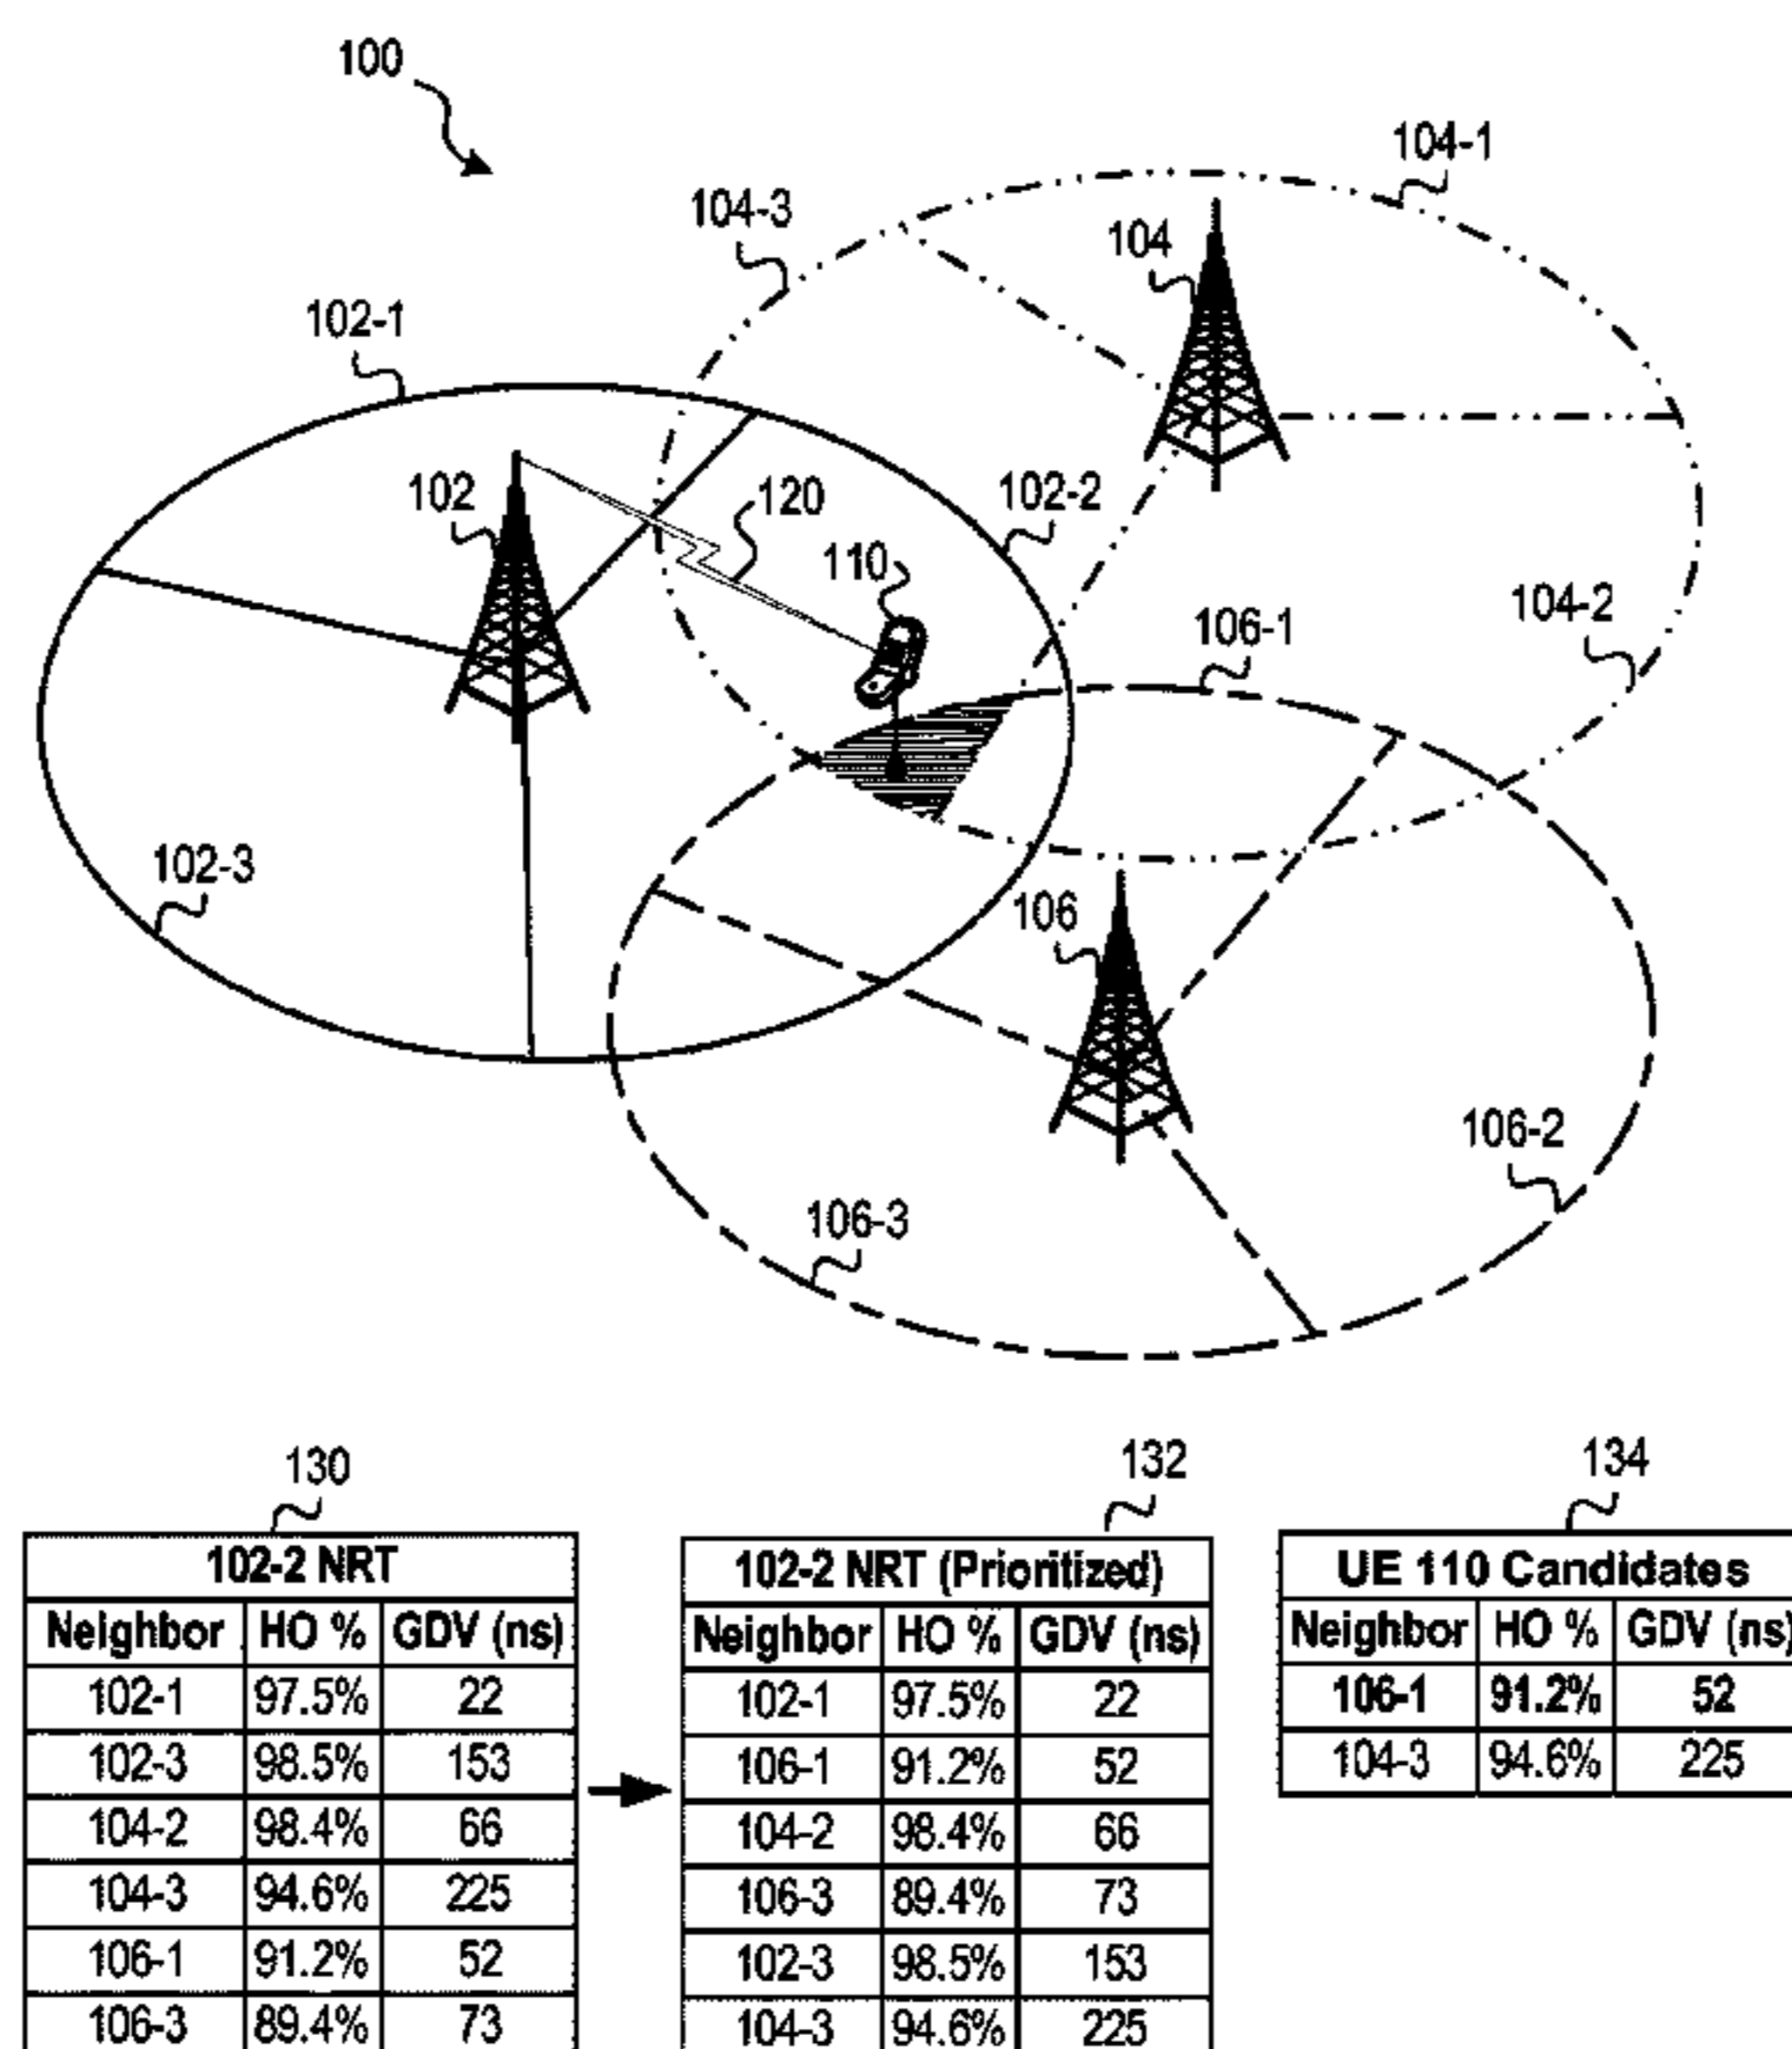 100
104-1
104-3
104
102-1
102
120
102-2
110
104-2
106-1
102-3
106
106-2
106-3
130
132
134
102-2 NRT
Neighbor HO % GDV (ns)
102-1 97.5% 22
102-3 98.5% 153
104-2 98.4% 66
104-3 94.6% 225
106-1 91.2% 52
106-3 89.4% 73
102-2 NRT (Prioritized)
Neighbor HO % GDV (ns)
102-1 97.5% 22
106-1 91.2% 52
104-2 98.4% 66
106-3 89.4% 73
102-3 98.5% 153
104-3 94.6% 225
UE 110 Candidates
Neighbor HO % GDV (ns)
106-1 91.2% 52
104-3 94.6% 225